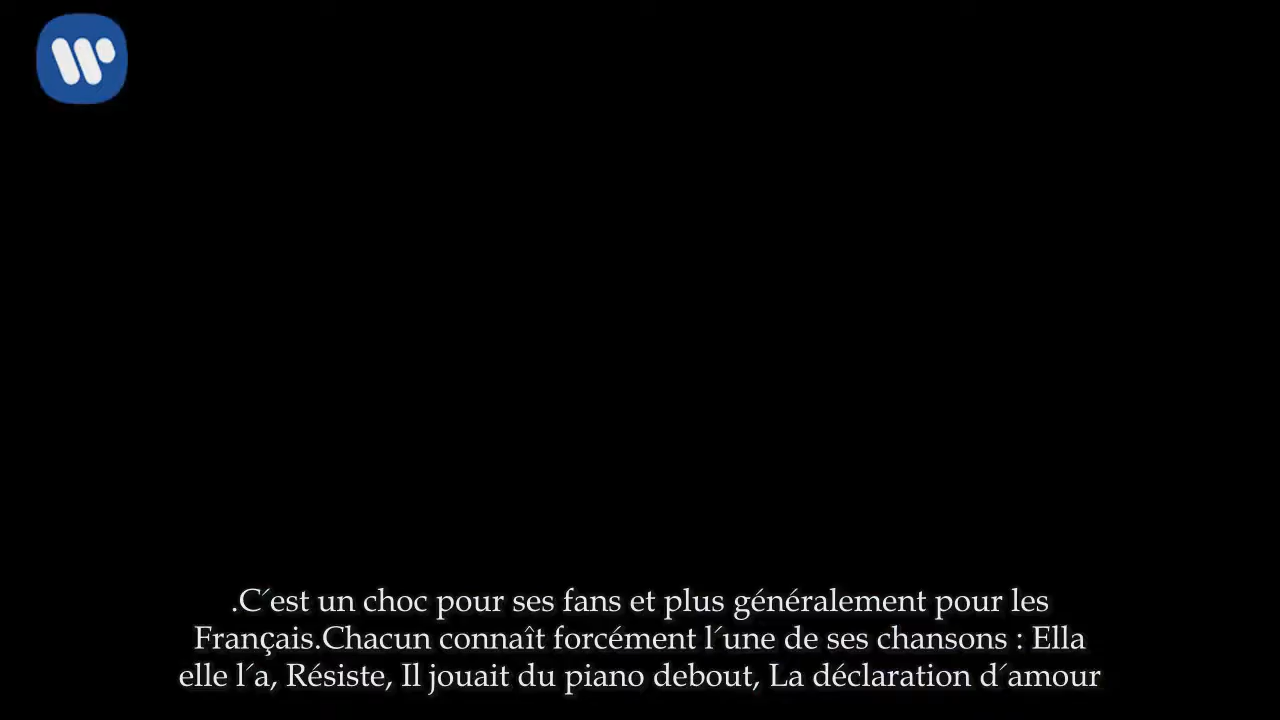 .C´est un choc pour ses fans et plus généralement pour les
Français.Chacun connaît forcément l´une de ses chansons : Ella
elle l´a, Résiste, Il jouait du piano debout, La déclaration d´amour